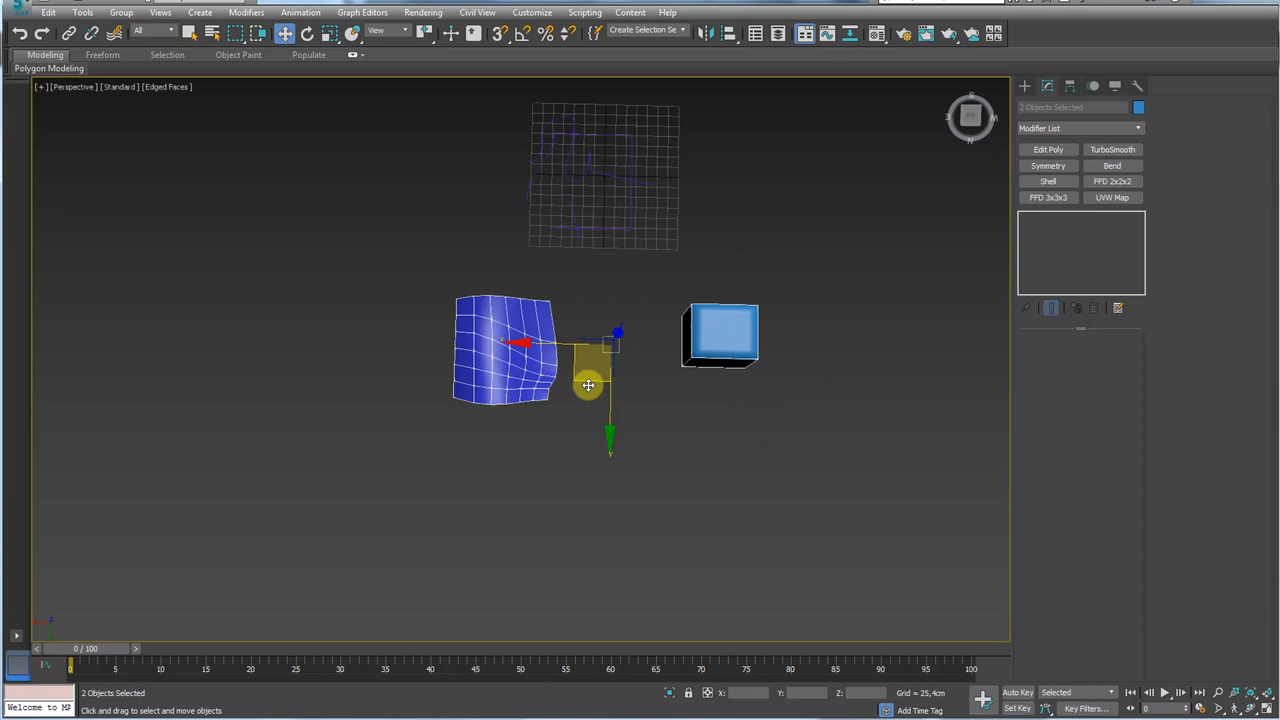 Edit Tools Group Views Create Modifiers Animation Graph Editors Rendering Civil View Customize Scripting Content Help
All View Create Selection Se
Modeling Freeform Selection Object Paint Populate
Polygon Modeling
[+] [Perspective] [Standard] [Edged Faces]
S
W
N
2 Objects Selected
Modifier List
Edit Poly TurboSmooth
Symmetry Bend
Shell FFD 2x2x2
FFD 3x3x3 UVW Map
< 0 / 100 >
0 5 10 15 20 25 30 35 40 45 50 55 60 65 70 75 80 85 90 95 100
2 Objects Selected X: Y: Z: Grid = 25,4cm Auto Key Selected
Welcome to MA Click and drag to select and move objects Add Time Tag Set Key Key Filters... 0